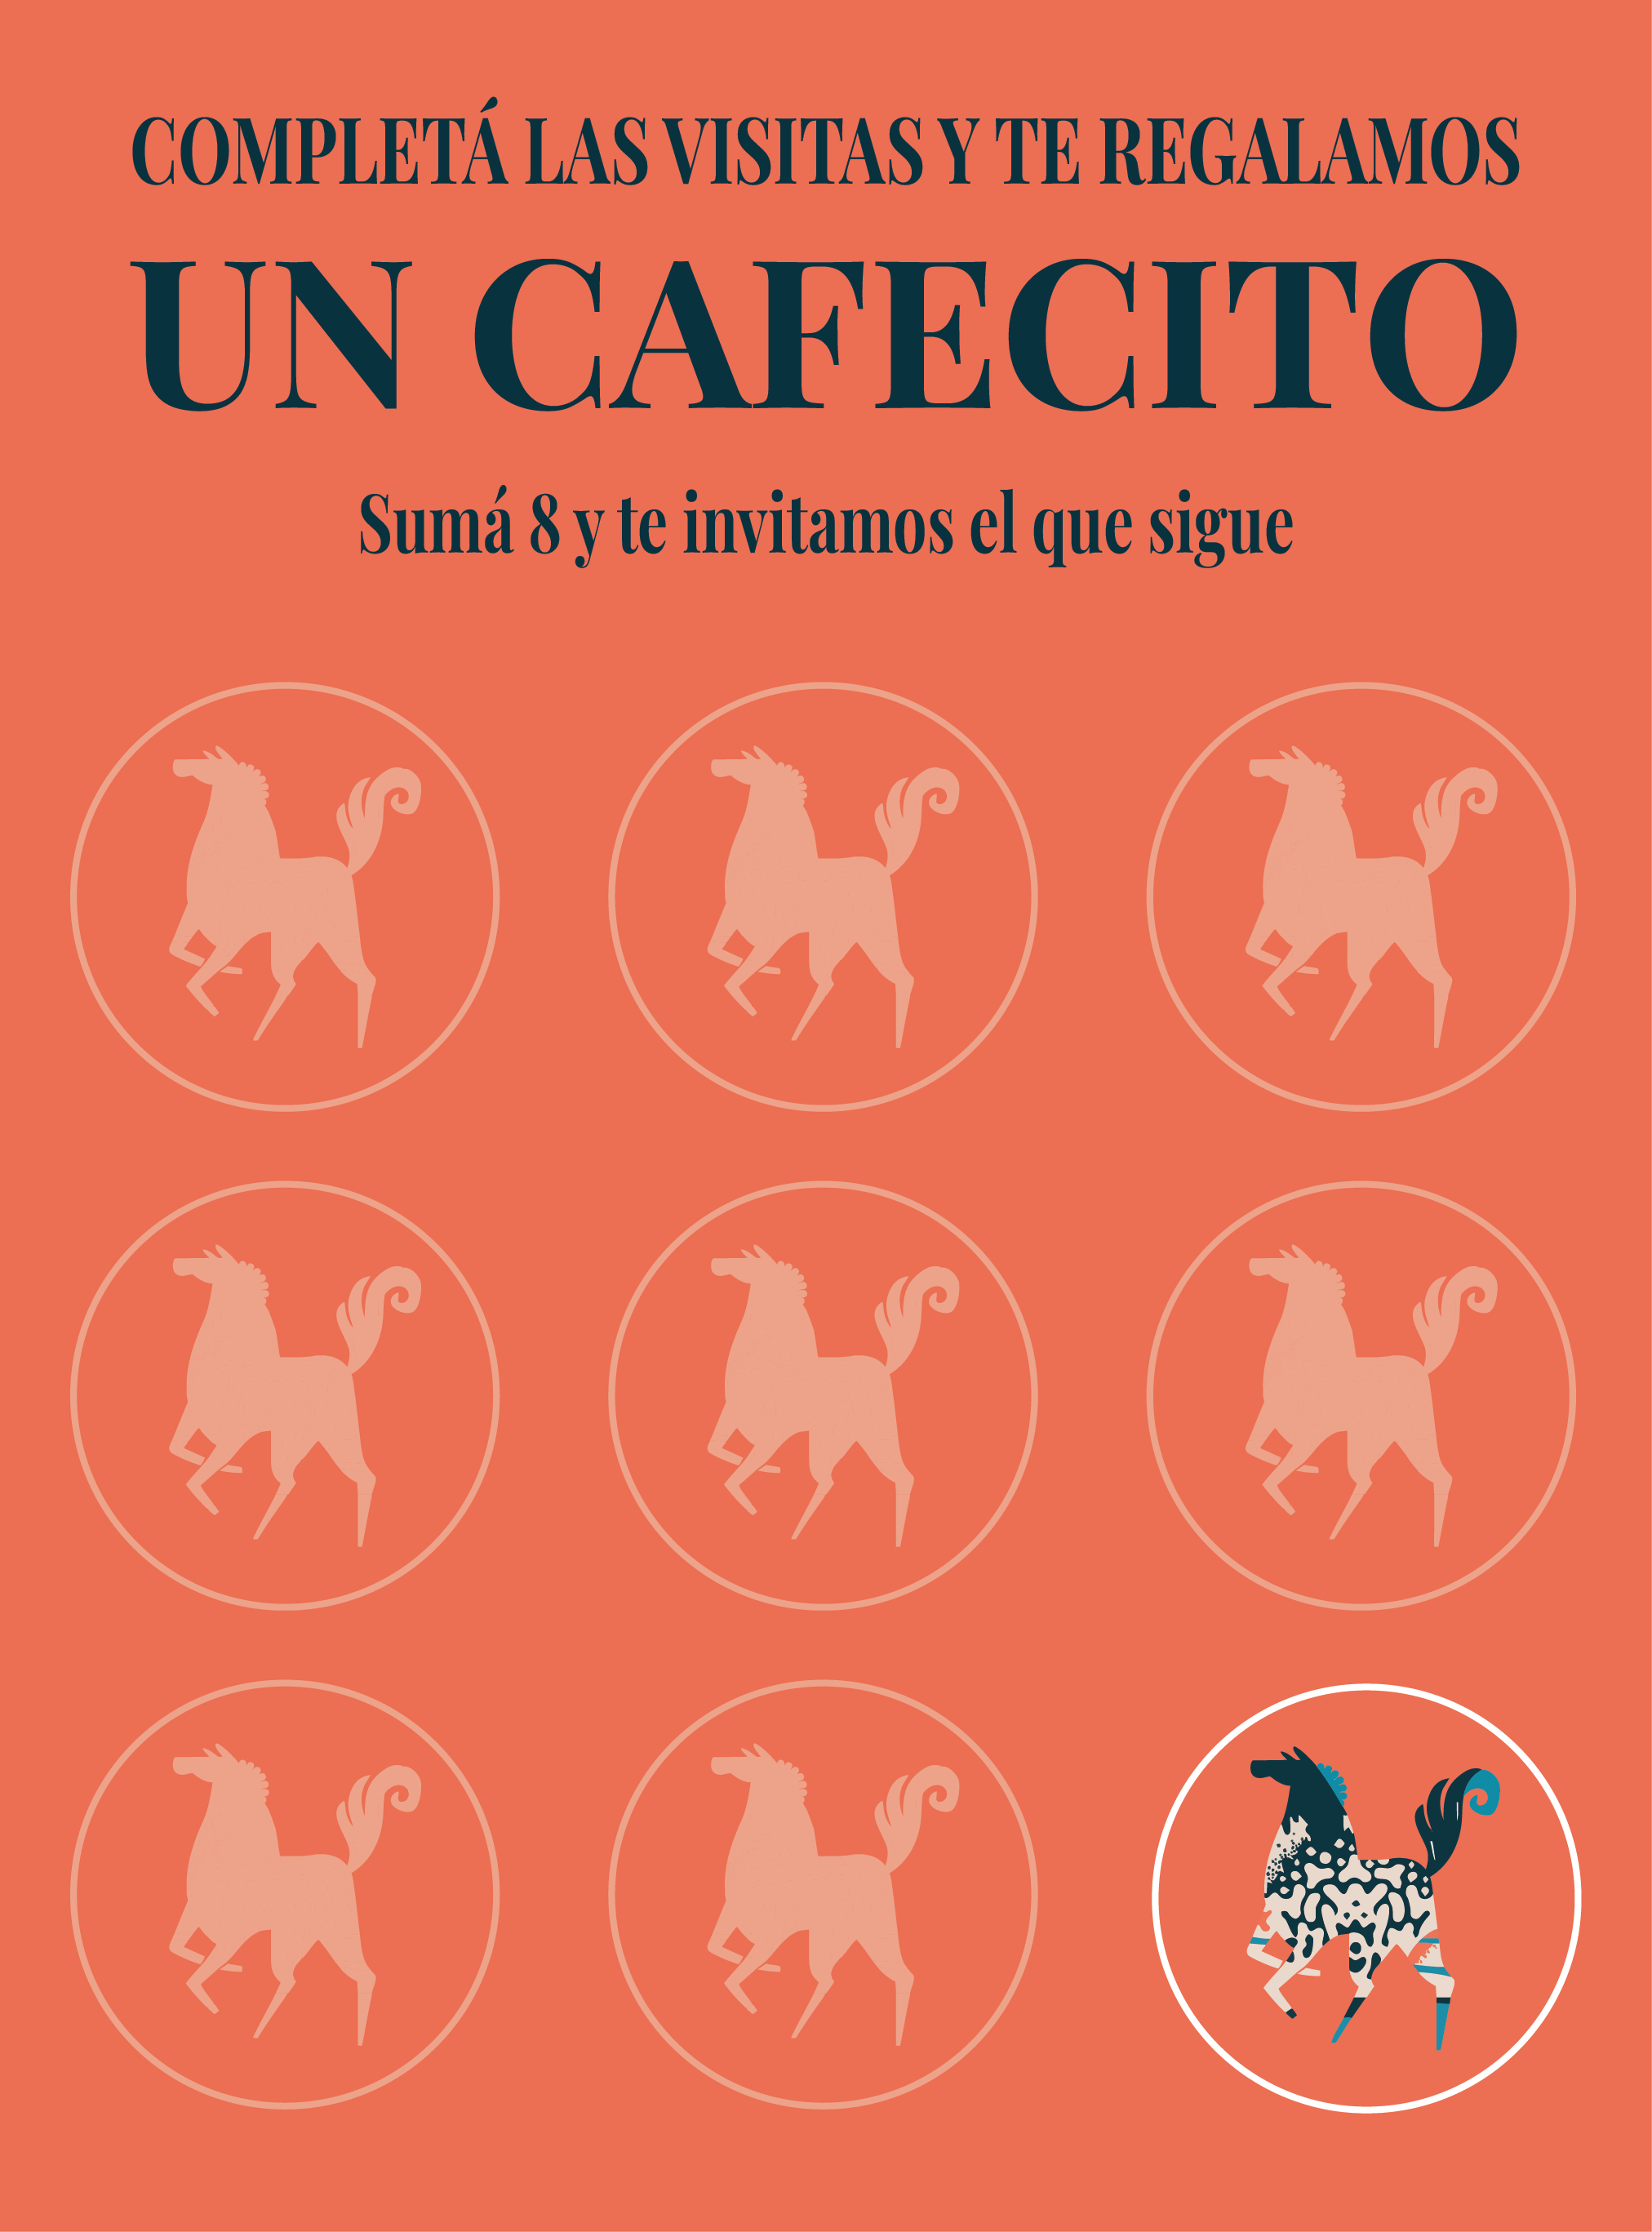 COMPLETÁ LAS VISITAS Y TE REGALAMOS
UN CAFECITO
Sumá 8 y te invitamos el que sigue